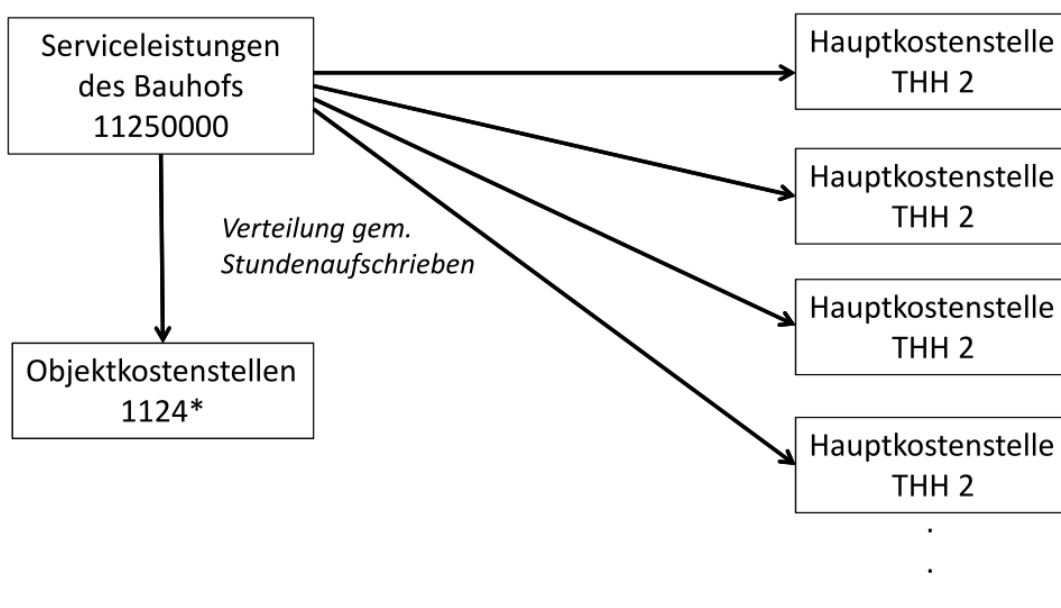 Serviceleistungen
des Bauhofs
11250000
Hauptkostenstelle
THH 2
Hauptkostenstelle
THH 2
Verteilung gem.
Stundenaufschrieben
Hauptkostenstelle
THH 2
Objektkostenstellen
1124*
Hauptkostenstelle
THH 2
.
.